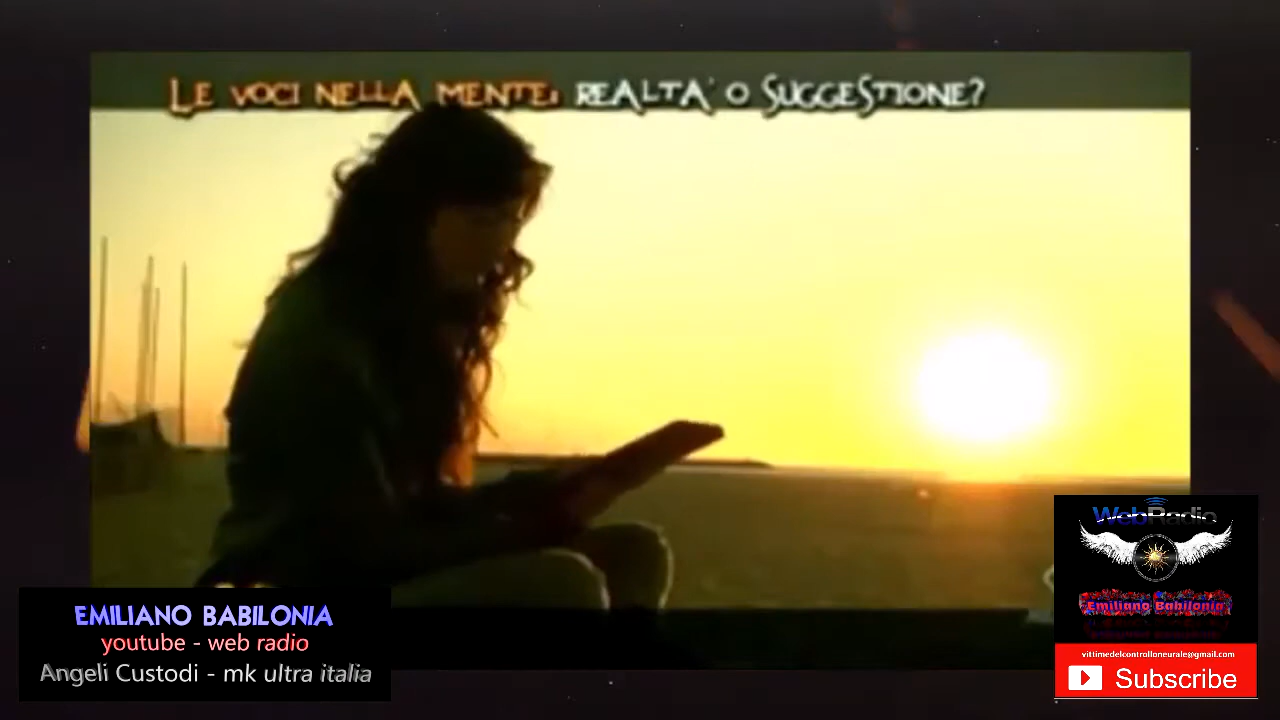 Le voci nella mente: realtà o suggestione?
WebRadio
Emiliano Babilonia
vittimedelcontrolloneurale@gmail.com
Subscribe
EMILIANO BABILONIA
youtube - web radio
Angeli Custodi - mk ultra italia